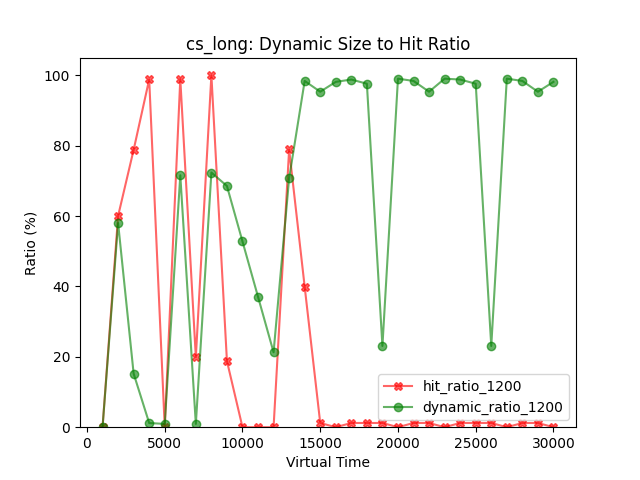 cs_long: Dynamic Size to Hit Ratio
Ratio (%)
100
80
60
40
20
0
hit_ratio_1200
dynamic_ratio_1200
0 5000 10000 15000 20000 25000 30000
Virtual Time